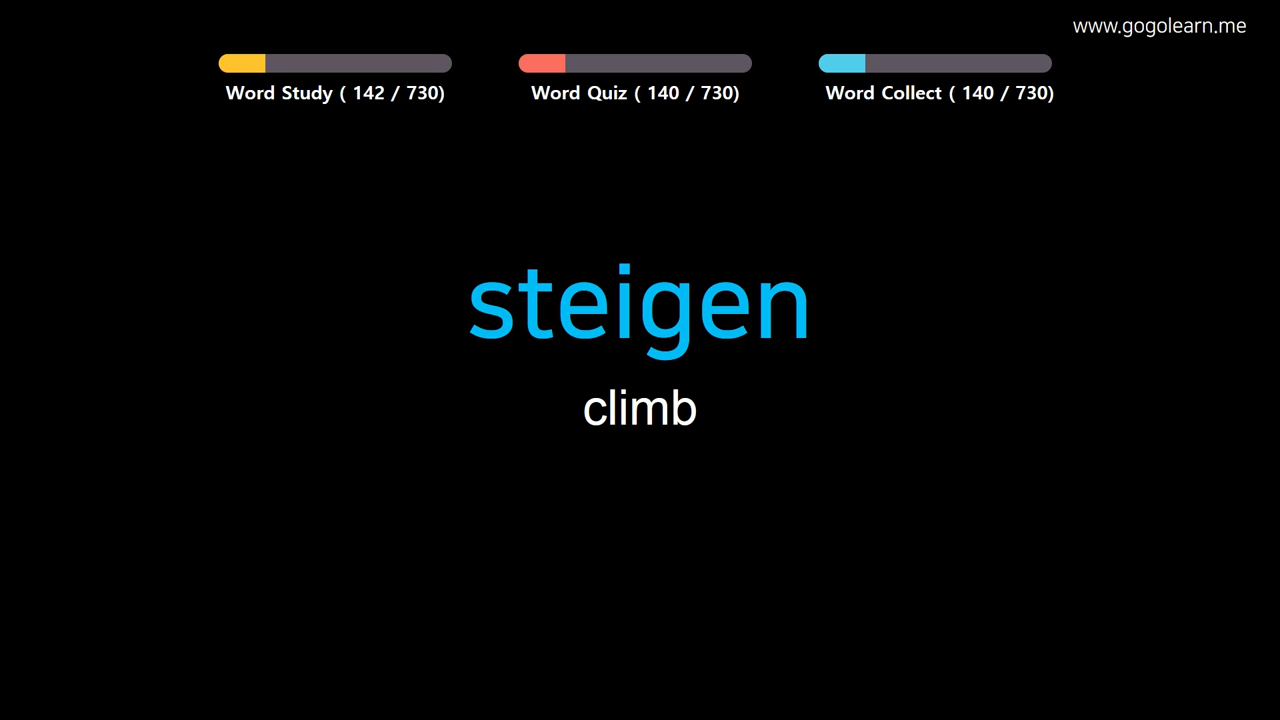 www.gogolearn.me
Word Study ( 142 / 730)
Word Quiz ( 140 / 730)
Word Collect ( 140 / 730)
steigen
climb